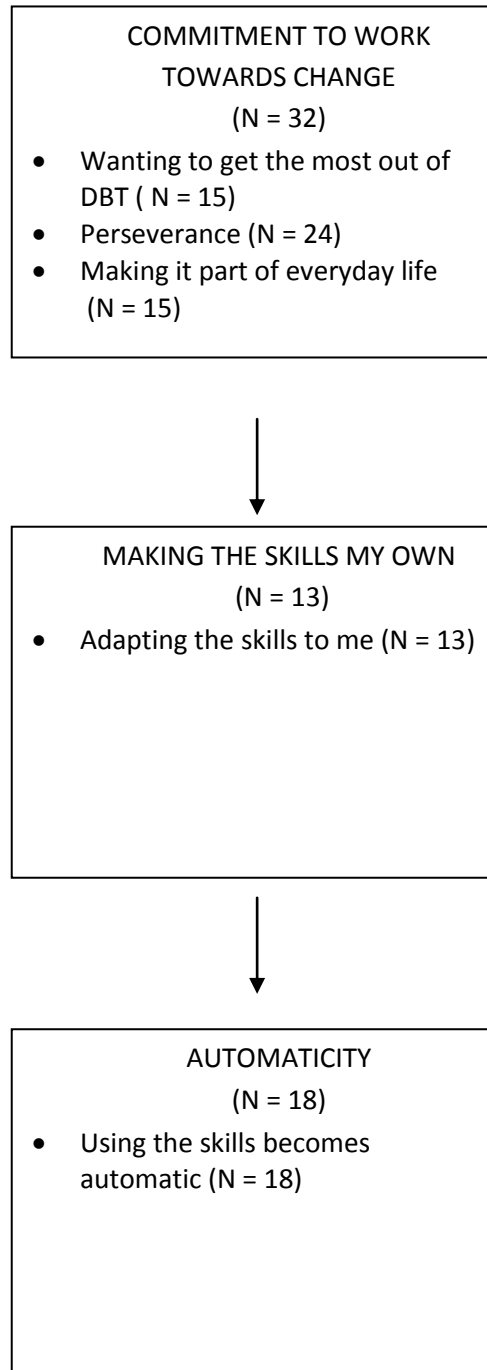 COMMITMENT TO WORK
TOWARDS CHANGE
(N = 32)
• Wanting to get the most out of
DBT ( N = 15)
• Perseverance (N = 24)
• Making it part of everyday life
(N = 15)
MAKING THE SKILLS MY OWN
(N = 13)
• Adapting the skills to me (N = 13)
AUTOMATICITY
(N = 18)
• Using the skills becomes
automatic (N = 18)